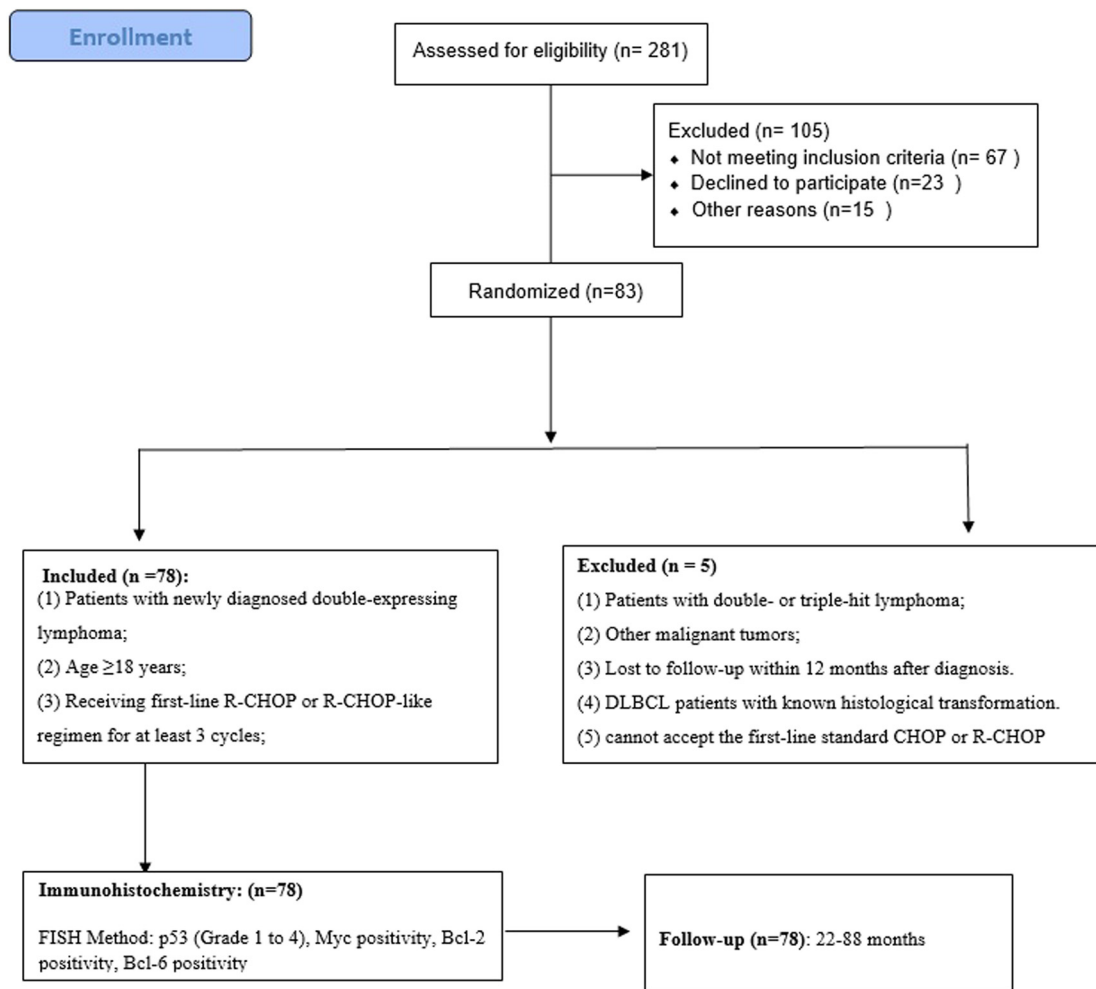 Enrollment
Assessed for eligibility (n= 281)
Excluded (n= 105)
⬥ Not meeting inclusion criteria (n= 67 )
⬥ Declined to participate (n=23 )
⬥ Other reasons (n=15 )
Randomized (n=83)
Included (n =78):
(1) Patients with newly diagnosed double-expressing
lymphoma;
(2) Age ≥18 years;
(3) Receiving first-line R-CHOP or R-CHOP-like
regimen for at least 3 cycles;
Excluded (n = 5)
(1) Patients with double- or triple-hit lymphoma;
(2) Other malignant tumors;
(3) Lost to follow-up within 12 months after diagnosis.
(4) DLBCL patients with known histological transformation.
(5) cannot accept the first-line standard CHOP or R-CHOP
Immunohistochemistry: (n=78)
FISH Method: p53 (Grade 1 to 4), Myc positivity, Bcl-2
positivity, Bcl-6 positivity
Follow-up (n=78): 22-88 months